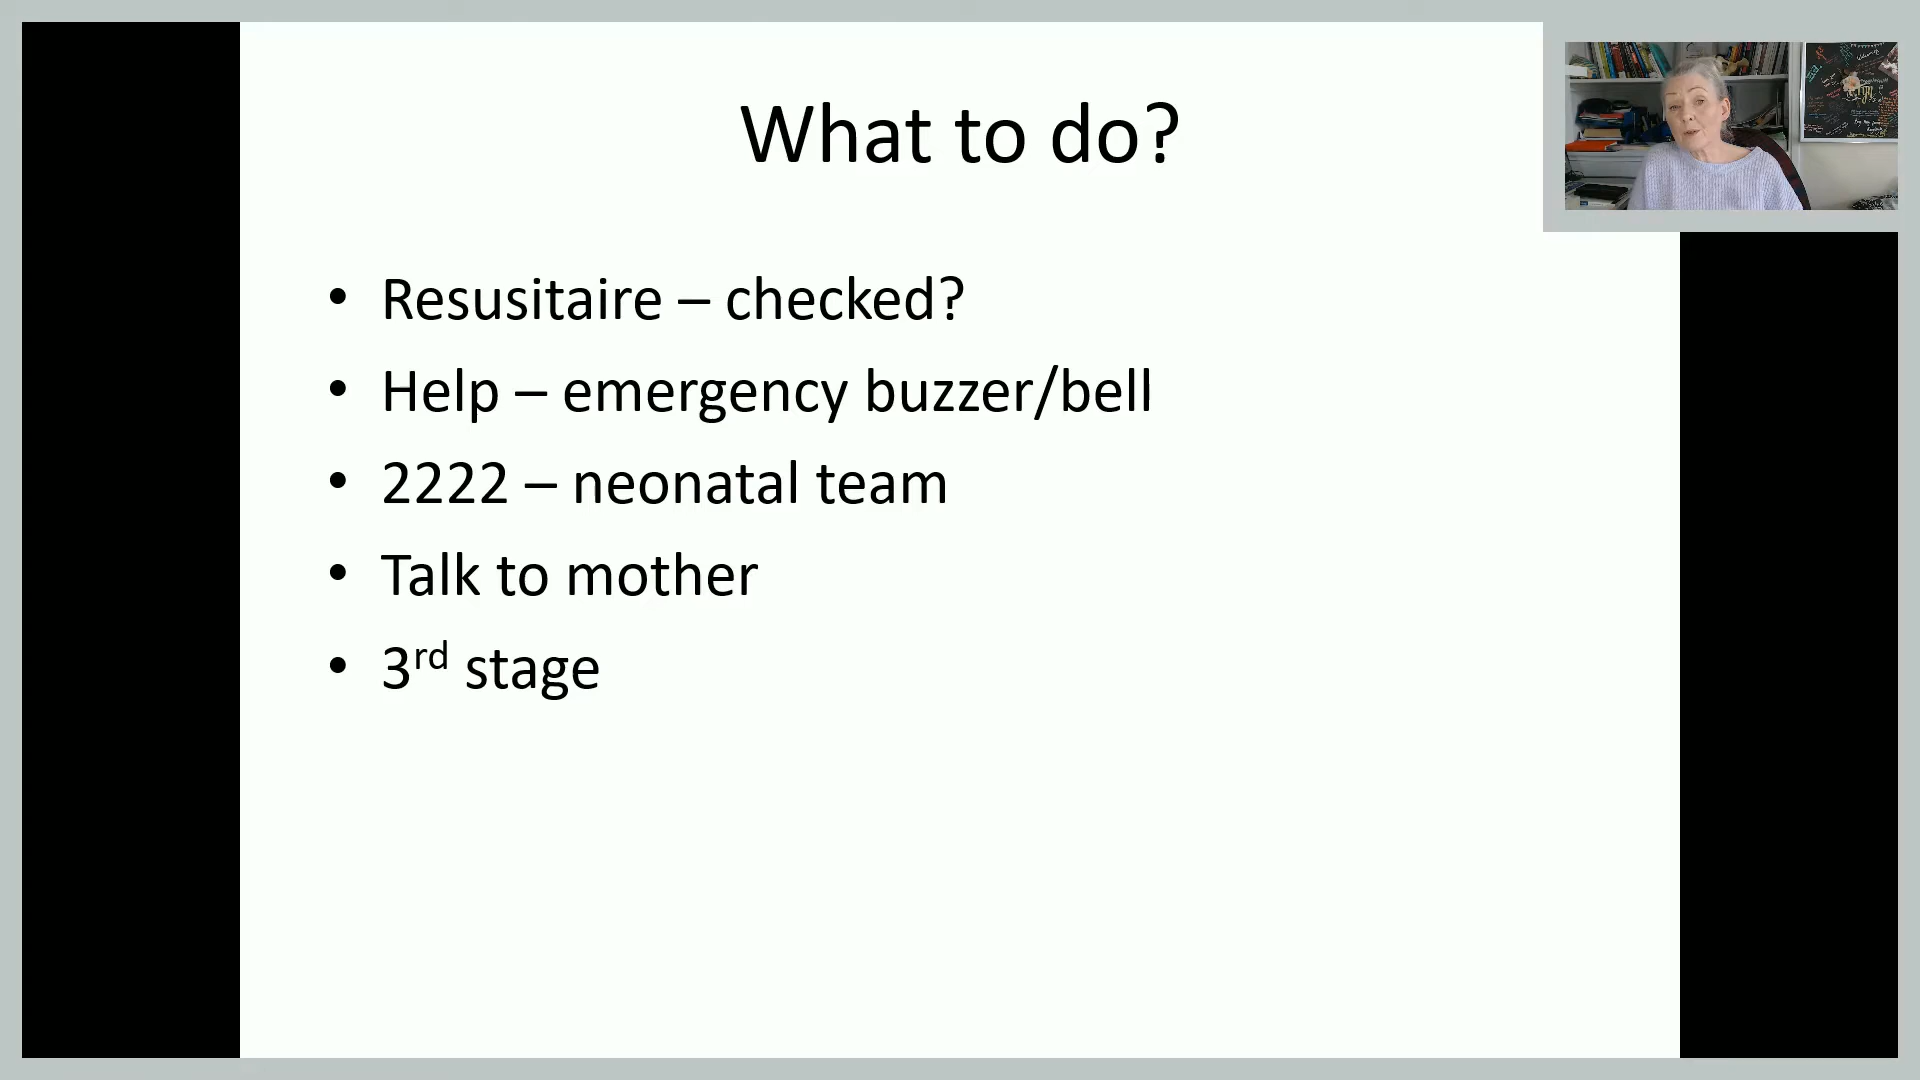 What to do?
• Resusitaire – checked?
• Help – emergency buzzer/bell
• 2222 – neonatal team
• Talk to mother
• 3rd stage